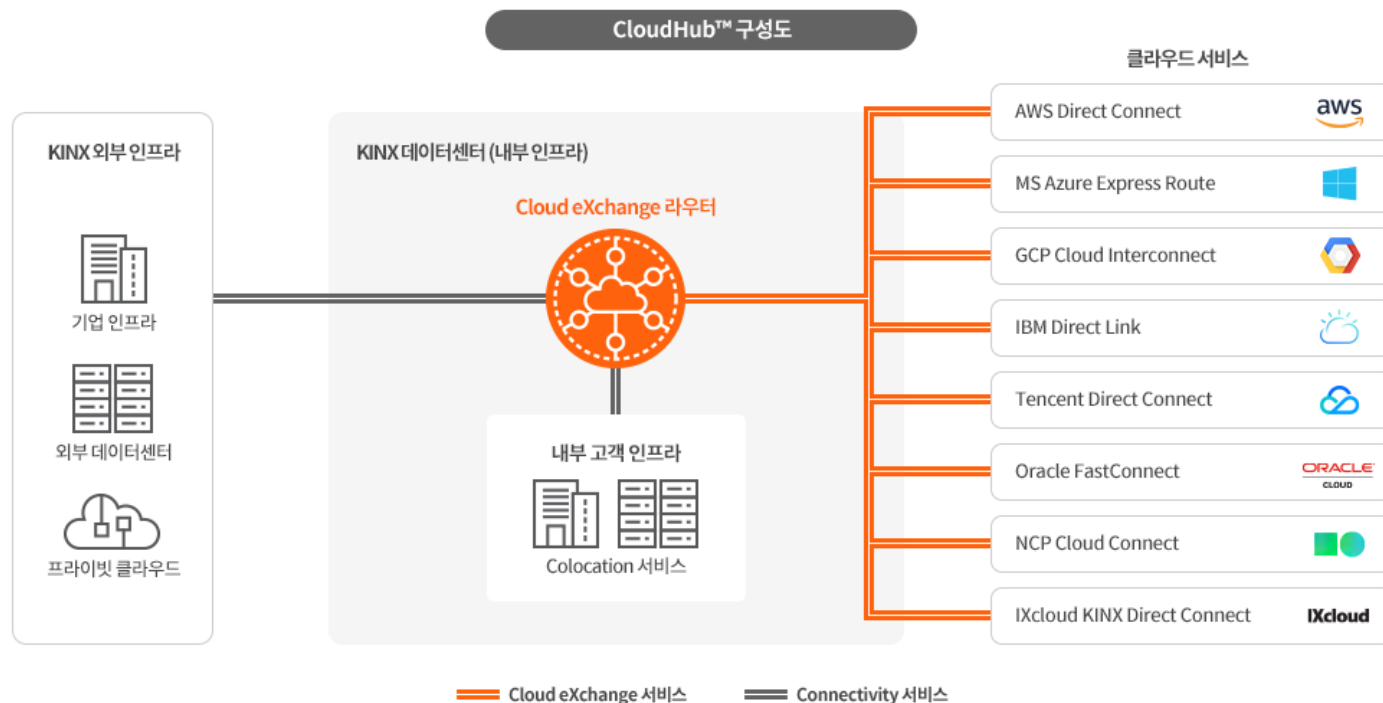 CloudHub™ 구성도
클라우드 서비스
KINX 외부 인프라
기업 인프라
외부 데이터센터
프라이빗 클라우드
KINX 데이터센터 (내부 인프라)
Cloud eXchange 라우터
내부 고객 인프라
Colocation 서비스
AWS Direct Connect
aws
MS Azure Express Route
GCP Cloud Interconnect
IBM Direct Link
Tencent Direct Connect
Oracle FastConnect
ORACLE
CLOUD
NCP Cloud Connect
IXcloud KINX Direct Connect
IXcloud
Cloud eXchange 서비스
Connectivity 서비스